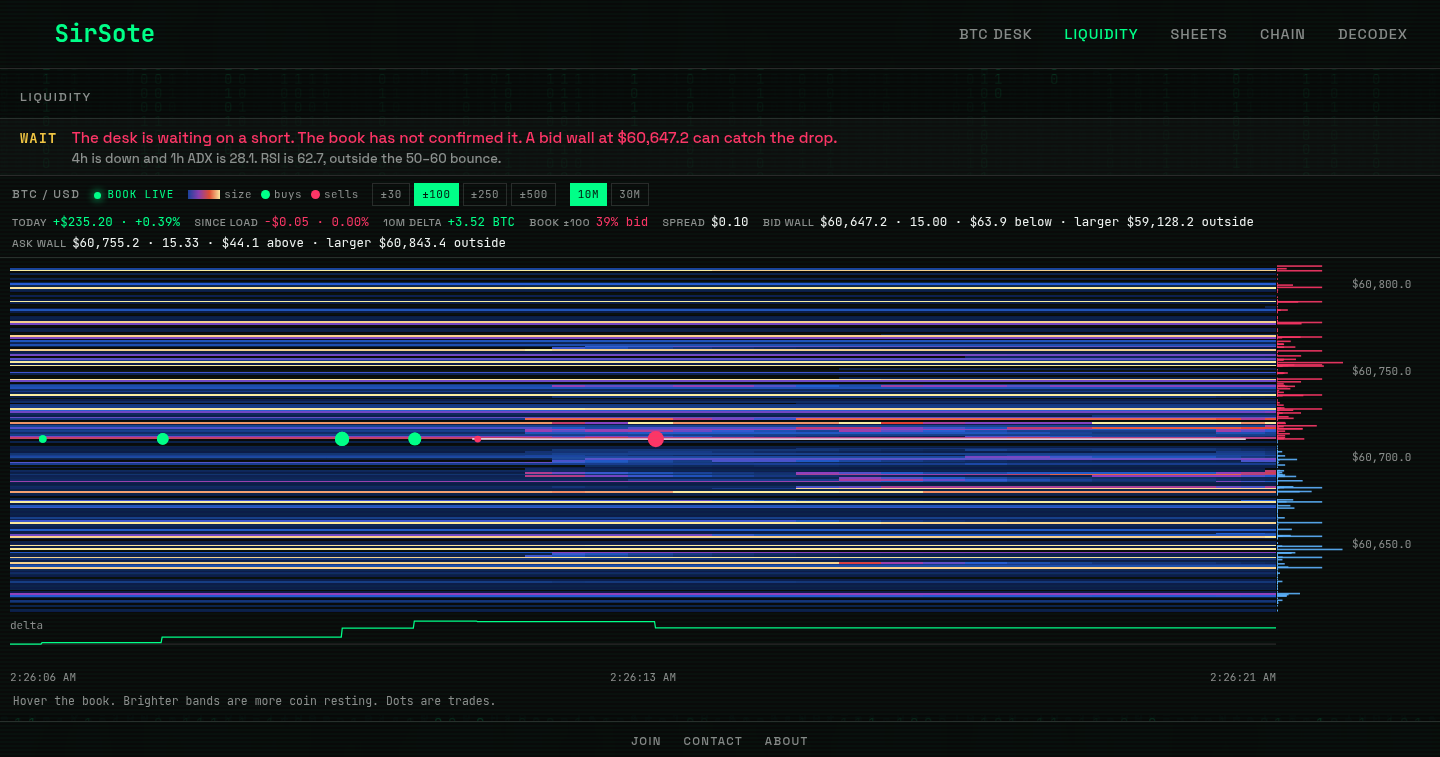 SirSote
BTC DESK LIQUIDITY SHEETS CHAIN DECODEX
LIQUIDITY
WAIT The desk is waiting on a short. The book has not confirmed it. A bid wall at $60,647.2 can catch the drop.
4h is down and 1h ADX is 28.1. RSI is 62.7, outside the 50–60 bounce.
BTC / USD BOOK LIVE size buys sells ±30 ±100 ±250 ±500 10M 30M
TODAY +$235.20 · +0.39% SINCE LOAD -$0.05 · 0.00% 10M DELTA +3.52 BTC BOOK ±100 39% bid SPREAD $0.10 BID WALL $60,647.2 · 15.00 · $63.9 below · larger $59,128.2 outside
ASK WALL $60,755.2 · 15.33 · $44.1 above · larger $60,843.4 outside
$60,800.0
$60,750.0
$60,700.0
$60,650.0
delta
2:26:06 AM 2:26:13 AM 2:26:21 AM
Hover the book. Brighter bands are more coin resting. Dots are trades.
JOIN CONTACT ABOUT